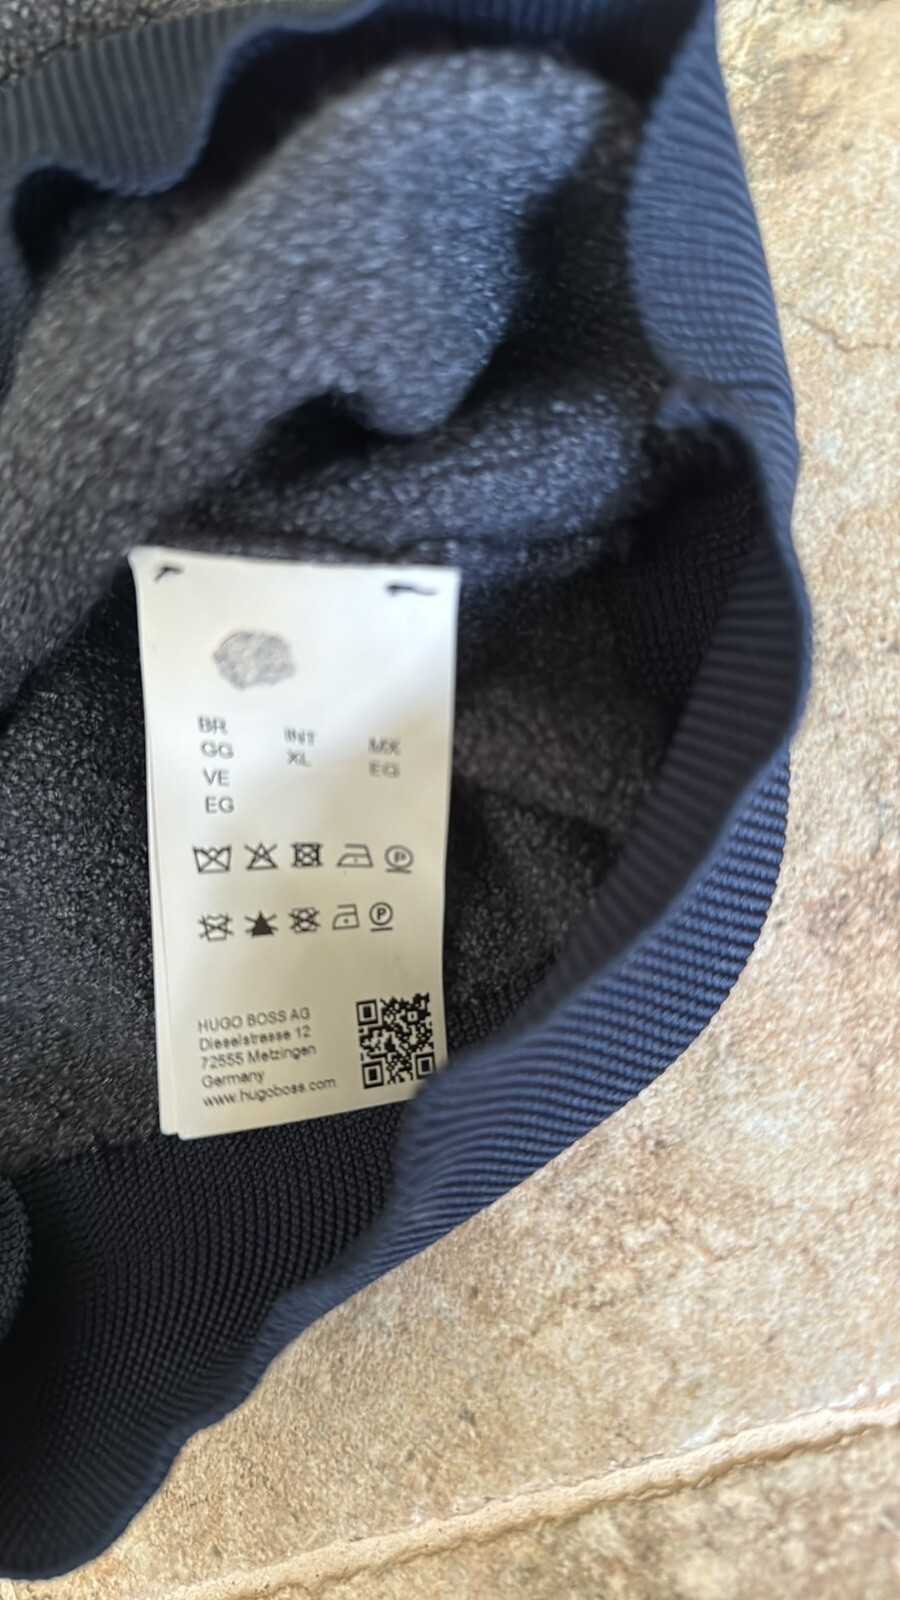 BR
GG
VE
EG
INT
XL
MX
EG
HUGO BOSS AG
Dieselstrasse 12
72555 Metzingen
Germany
www.hugoboss.com